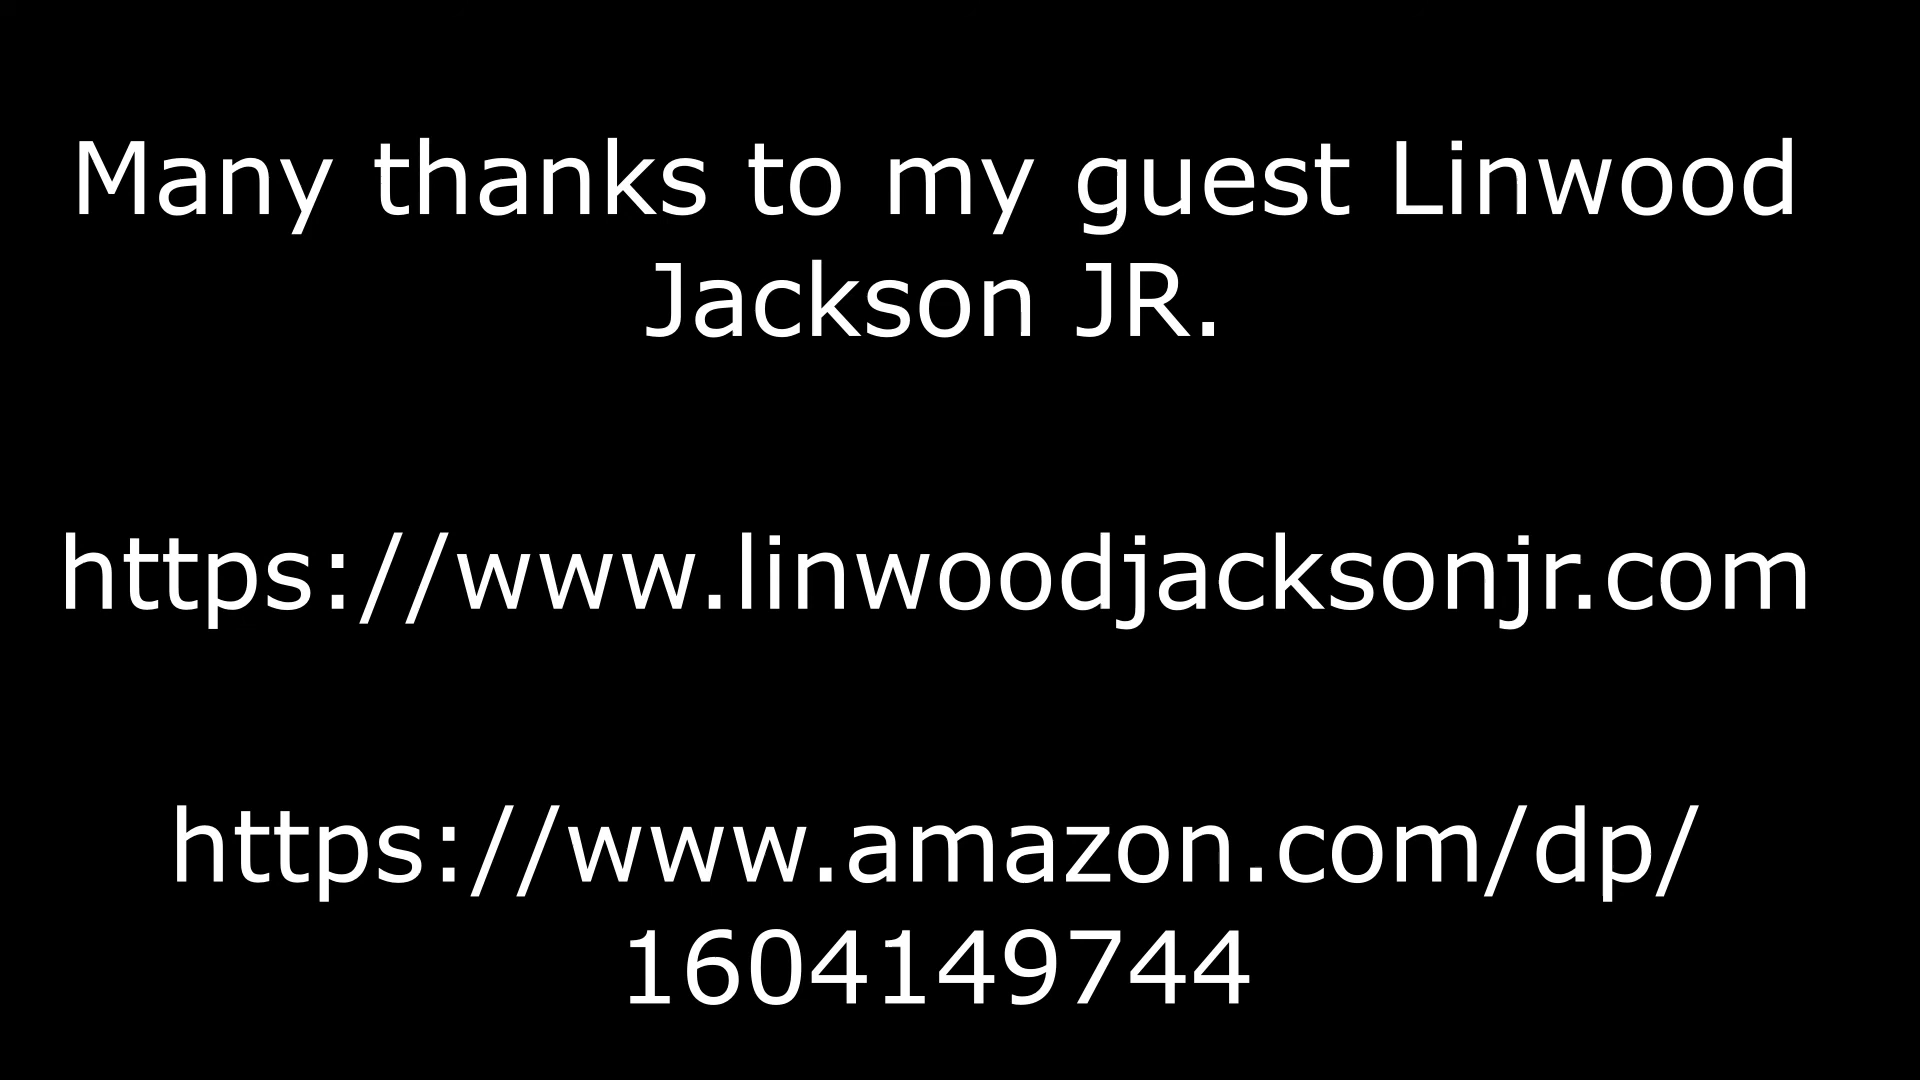 Many thanks to my guest Linwood
Jackson JR.
https://www.linwoodjacksonjr.com
https://www.amazon.com/dp/
1604149744